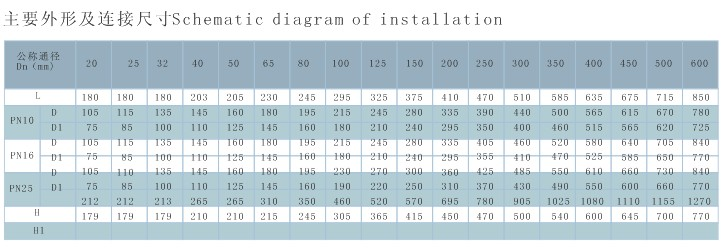 主要外形及连接尺寸Schematic diagram of installation
公称通径
Dn (mm) 20 25 32 40 50 65 80 100 125 150 200 250 300 350 400 450 500 600
L 180 180 180 203 205 230 245 295 325 375 410 470 510 585 635 675 715 850
PN10 D 105 115 135 145 160 180 195 215 245 280 335 390 440 500 565 615 670 780
D1 75 85 100 110 125 145 160 180 210 240 295 350 400 460 515 565 620 725
PN16 D 105 115 135 145 160 180 195 215 245 280 335 405 460 520 580 640 705 840
D1 75 85 100 110 125 145 160 180 210 240 295 355 410 470 525 585 650 770
PN25 D 105 110 135 145 160 180 195 230 270 300 360 425 485 550 610 660 730 840
D1 75 85 100 110 125 145 160 190 220 250 310 370 430 490 550 600 660 770
212 212 213 265 265 310 350 460 520 570 695 780 905 1025 1080 1110 1155 1270
H 179 179 179 210 210 215 245 305 365 415 450 470 500 540 600 645 700 770
H1